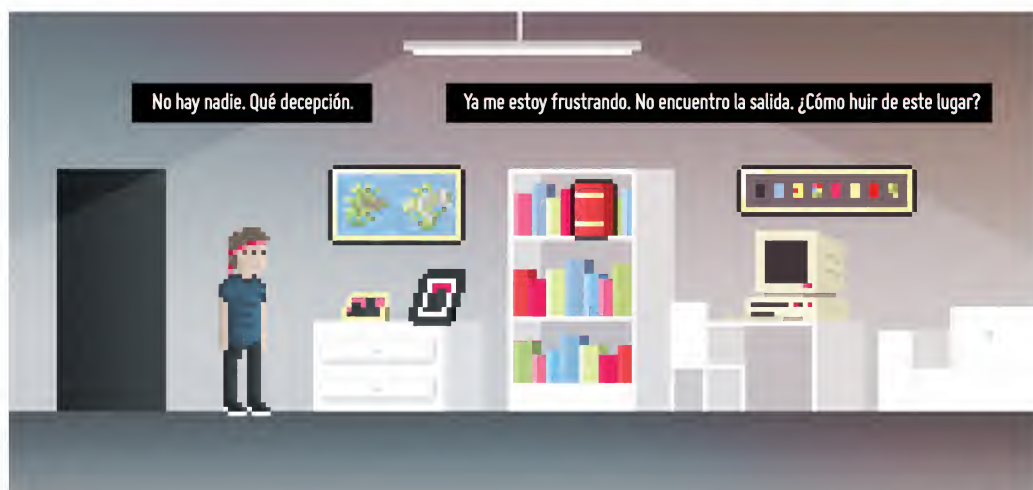 No hay nadie. Qué decepción.
Ya me estoy frustrando. No encuentro la salida. ¿Cómo huir de este lugar?